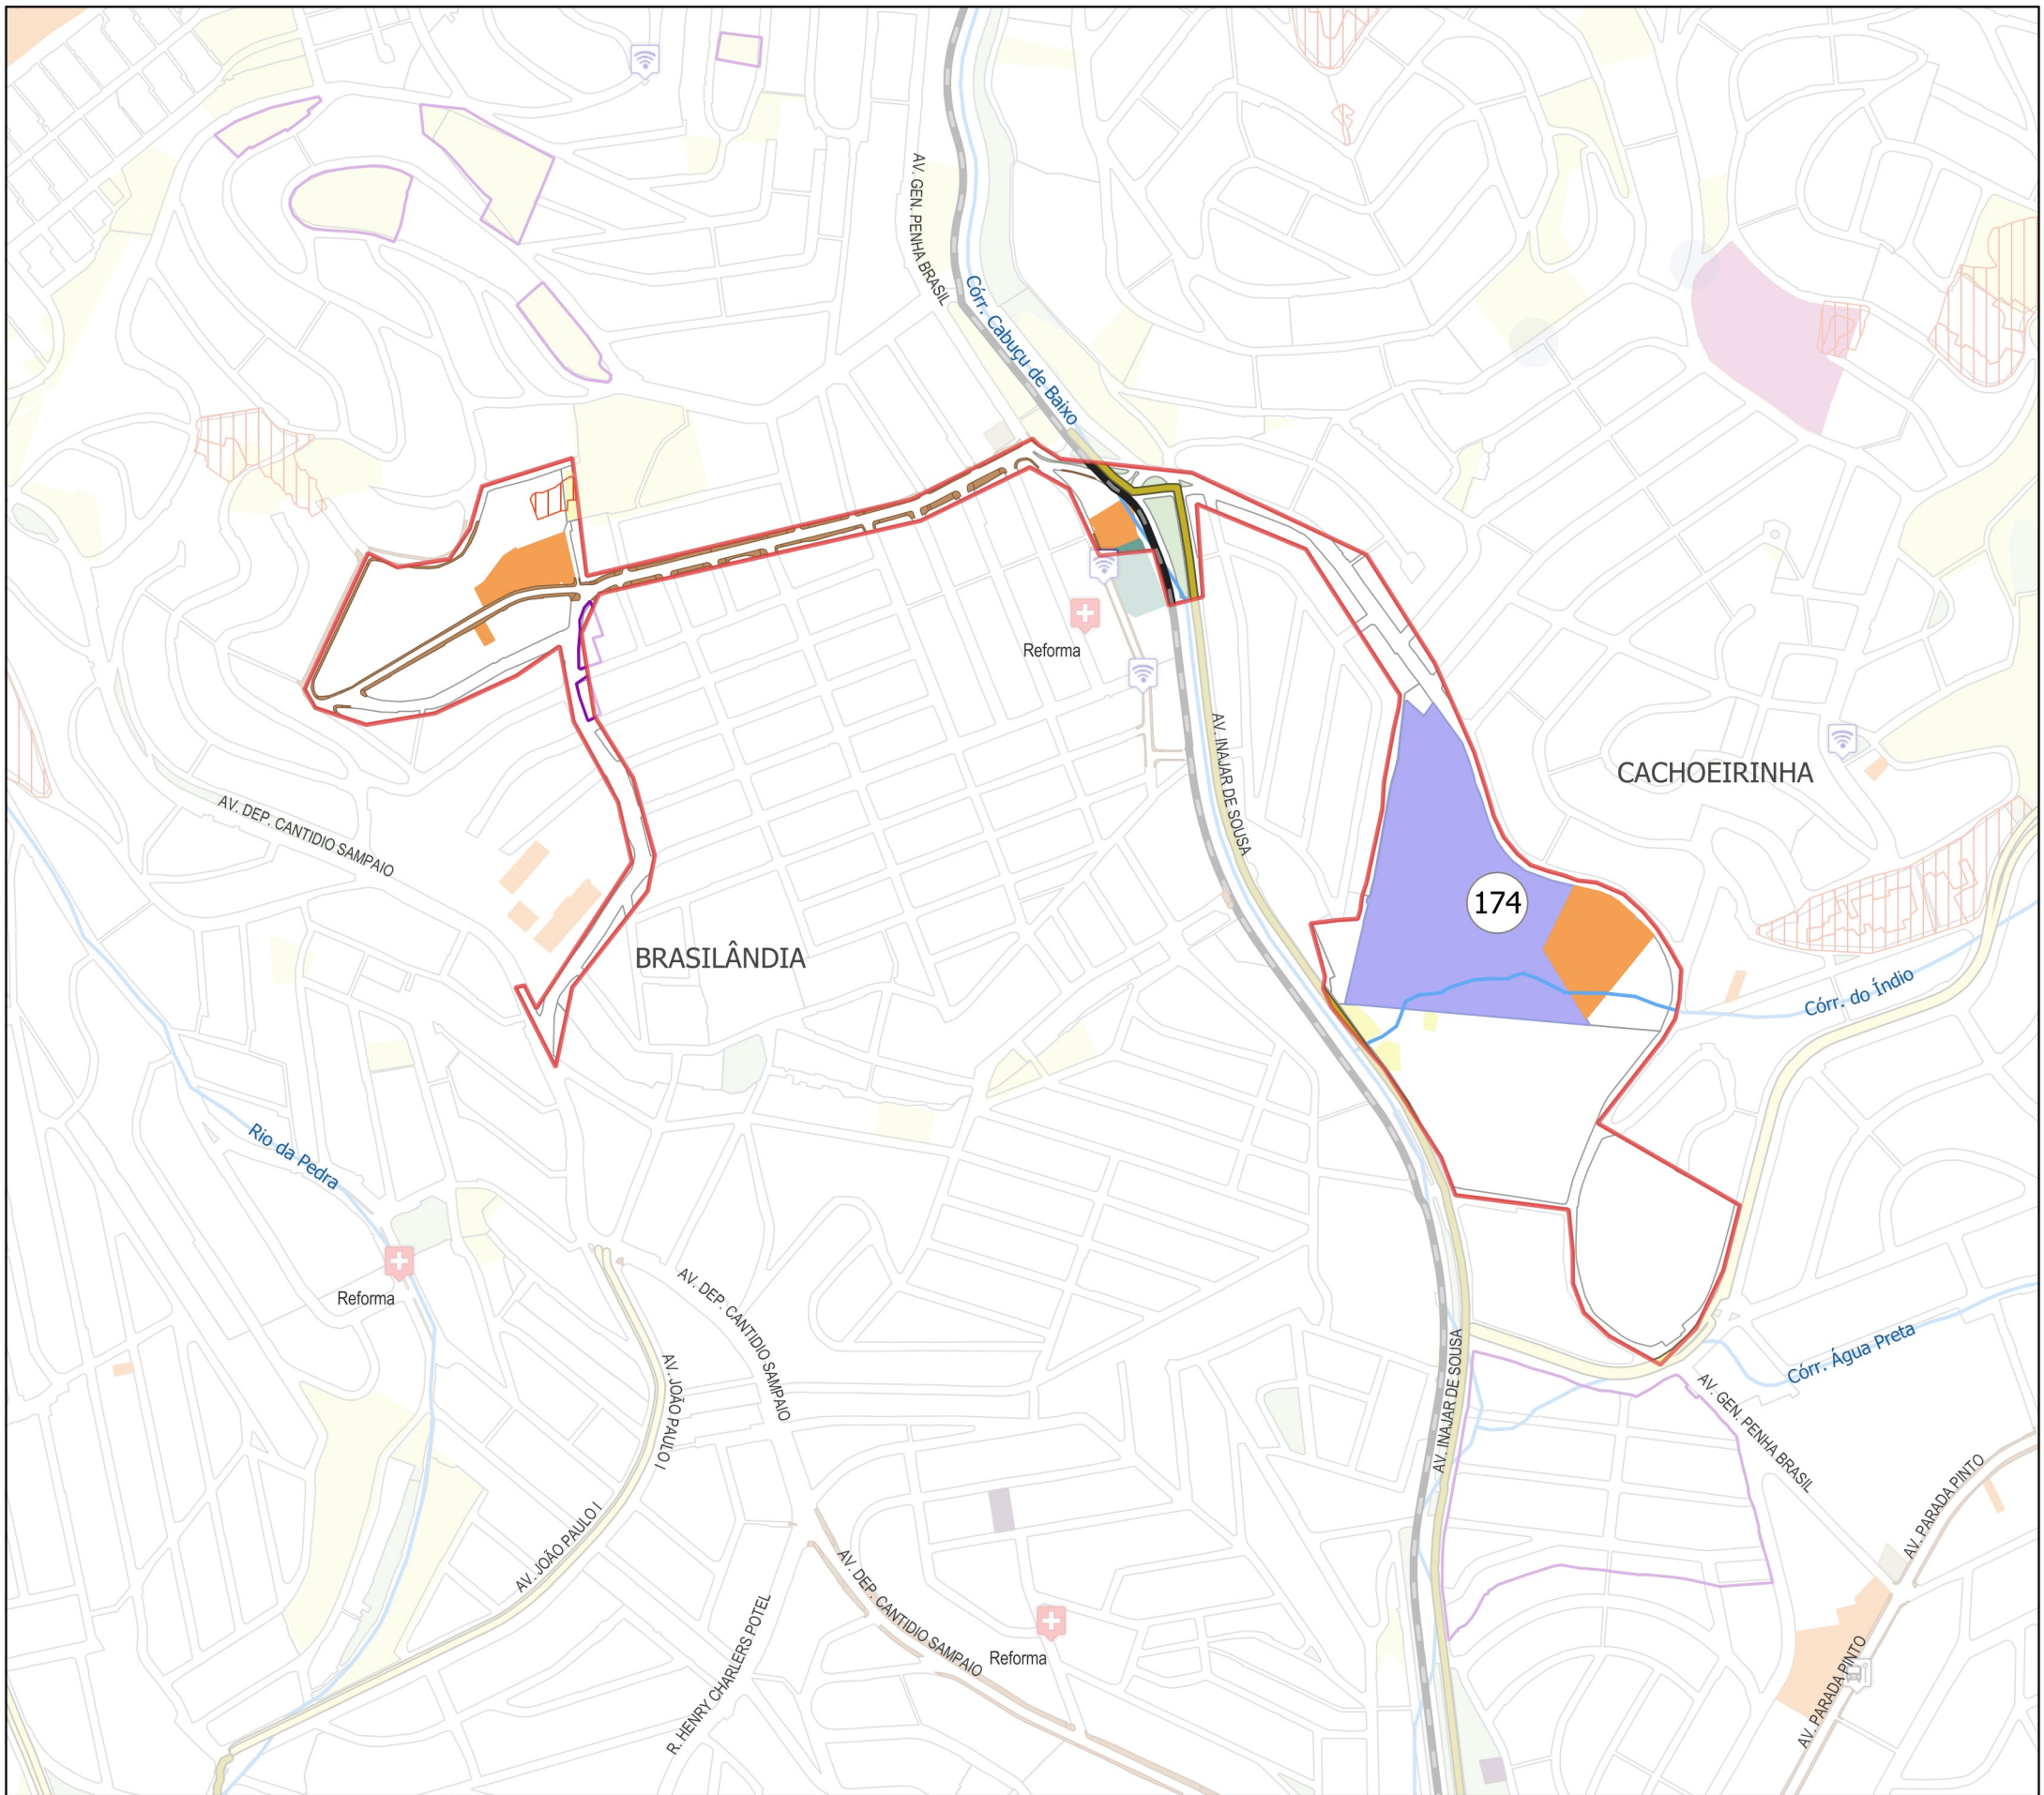 AV. GEN. PENHA BRASIL
Córr. Cabuçu de Baixo
Reforma
AV. INAJAR DE SOUSA
CACHOEIRINHA
AV. DEP. CANTIDIO SAMPAIO
174
BRASILÂNDIA
Córr. do Índio
Rio da Pedra
Reforma
AV. DEP. CANTIDIO SAMPAIO
AV. JOÃO PAULO I
AV. INAJAR DE SOUSA
Córr. Água Preta
AV. GEN. PENHA BRASIL
AV. JOÃO PAULO I
AV. PARADA PINTO
R. HENRY CHARLERS POTEL
AV. DEP. CANTIDIO SAMPAIO
Reforma
AV. PARADA PINTO